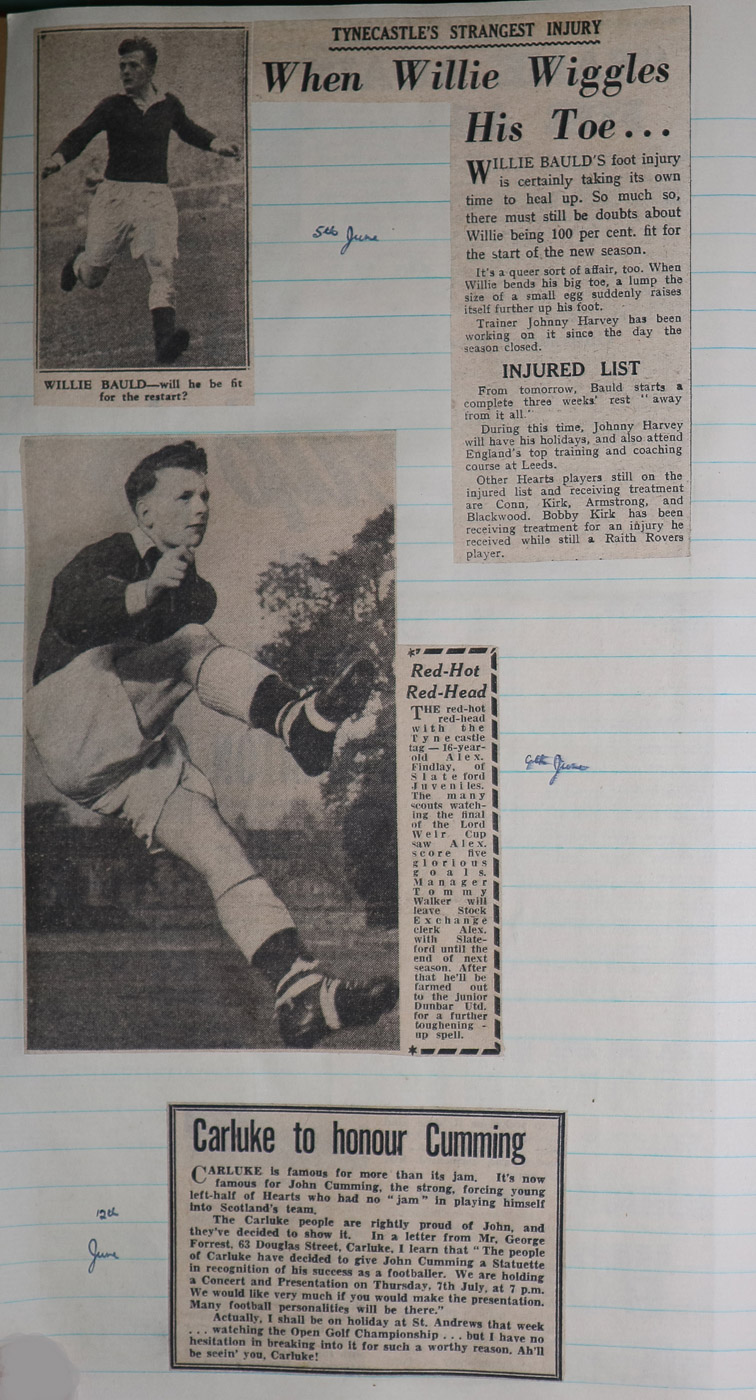 TYNECASTLE'S STRANGEST INJURY
When Willie Wiggles
His Toe...
WILLIE BAULD'S foot injury
is certainly taking its own
time to heal up. So much so,
there must still be doubts about
Willie being 100 per cent. fit for
the start of the new season.
It's a queer sort of affair, too. When
Willie bends his big toe, a lump the
size of a small egg suddenly raises
itself further up his foot.
Trainer Johnny Harvey has been
working on it since the day the
season closed.
INJURED LIST
From tomorrow, Bauld starts a
complete three weeks' rest "away
from it all."
During this time, Johnny Harvey
will have his holidays, and also attend
England's top training and coaching
course at Leeds.
Other Hearts players still on the
injured list and receiving treatment
are Conn, Kirk, Armstrong, and
Blackwood. Bobby Kirk has been
receiving treatment for an injury he
received while still a Raith Rovers
player.
5th June
WILLIE BAULD—will he be fit
for the restart?
Red-Hot
Red-Head
THE red-hot
red-head
with the
Tynecastle
tag — 16-year-
old Alex.
Findlay, of
Slateford
Juveniles.
The many
scouts watch-
ing the final
of the Lord
Weir Cup
saw Alex.
score five
glorious
goals.
Manager
Tommy
Walker will
leave Stock
Exchange
clerk Alex.
with Slate-
ford until the
end of next
season. After
that he'll be
farmed out
to the junior
Dunbar Utd.
for a further
toughening -
up spell.
9th June
Carluke to honour Cumming
CARLUKE is famous for more than its jam. It's now
famous for John Cumming, the strong, forcing young
left-half of Hearts who had no "jam" in playing himself
into Scotland's team.
The Carluke people are rightly proud of John, and
they've decided to show it. In a letter from Mr. George
Forrest, 63 Douglas Street, Carluke, I learn that "The people
of Carluke have decided to give John Cumming a Statuette
in recognition of his success as a footballer. We are holding
a Concert and Presentation on Thursday, 7th July, at 7 p.m.
We would like very much if you would make the presentation.
Many football personalities will be there."
Actually, I shall be on holiday at St. Andrews that week
. . . watching the Open Golf Championship . . . but I have no
hesitation in breaking into it for such a worthy reason. Ah'll
be seein' you, Carluke!
12th
June